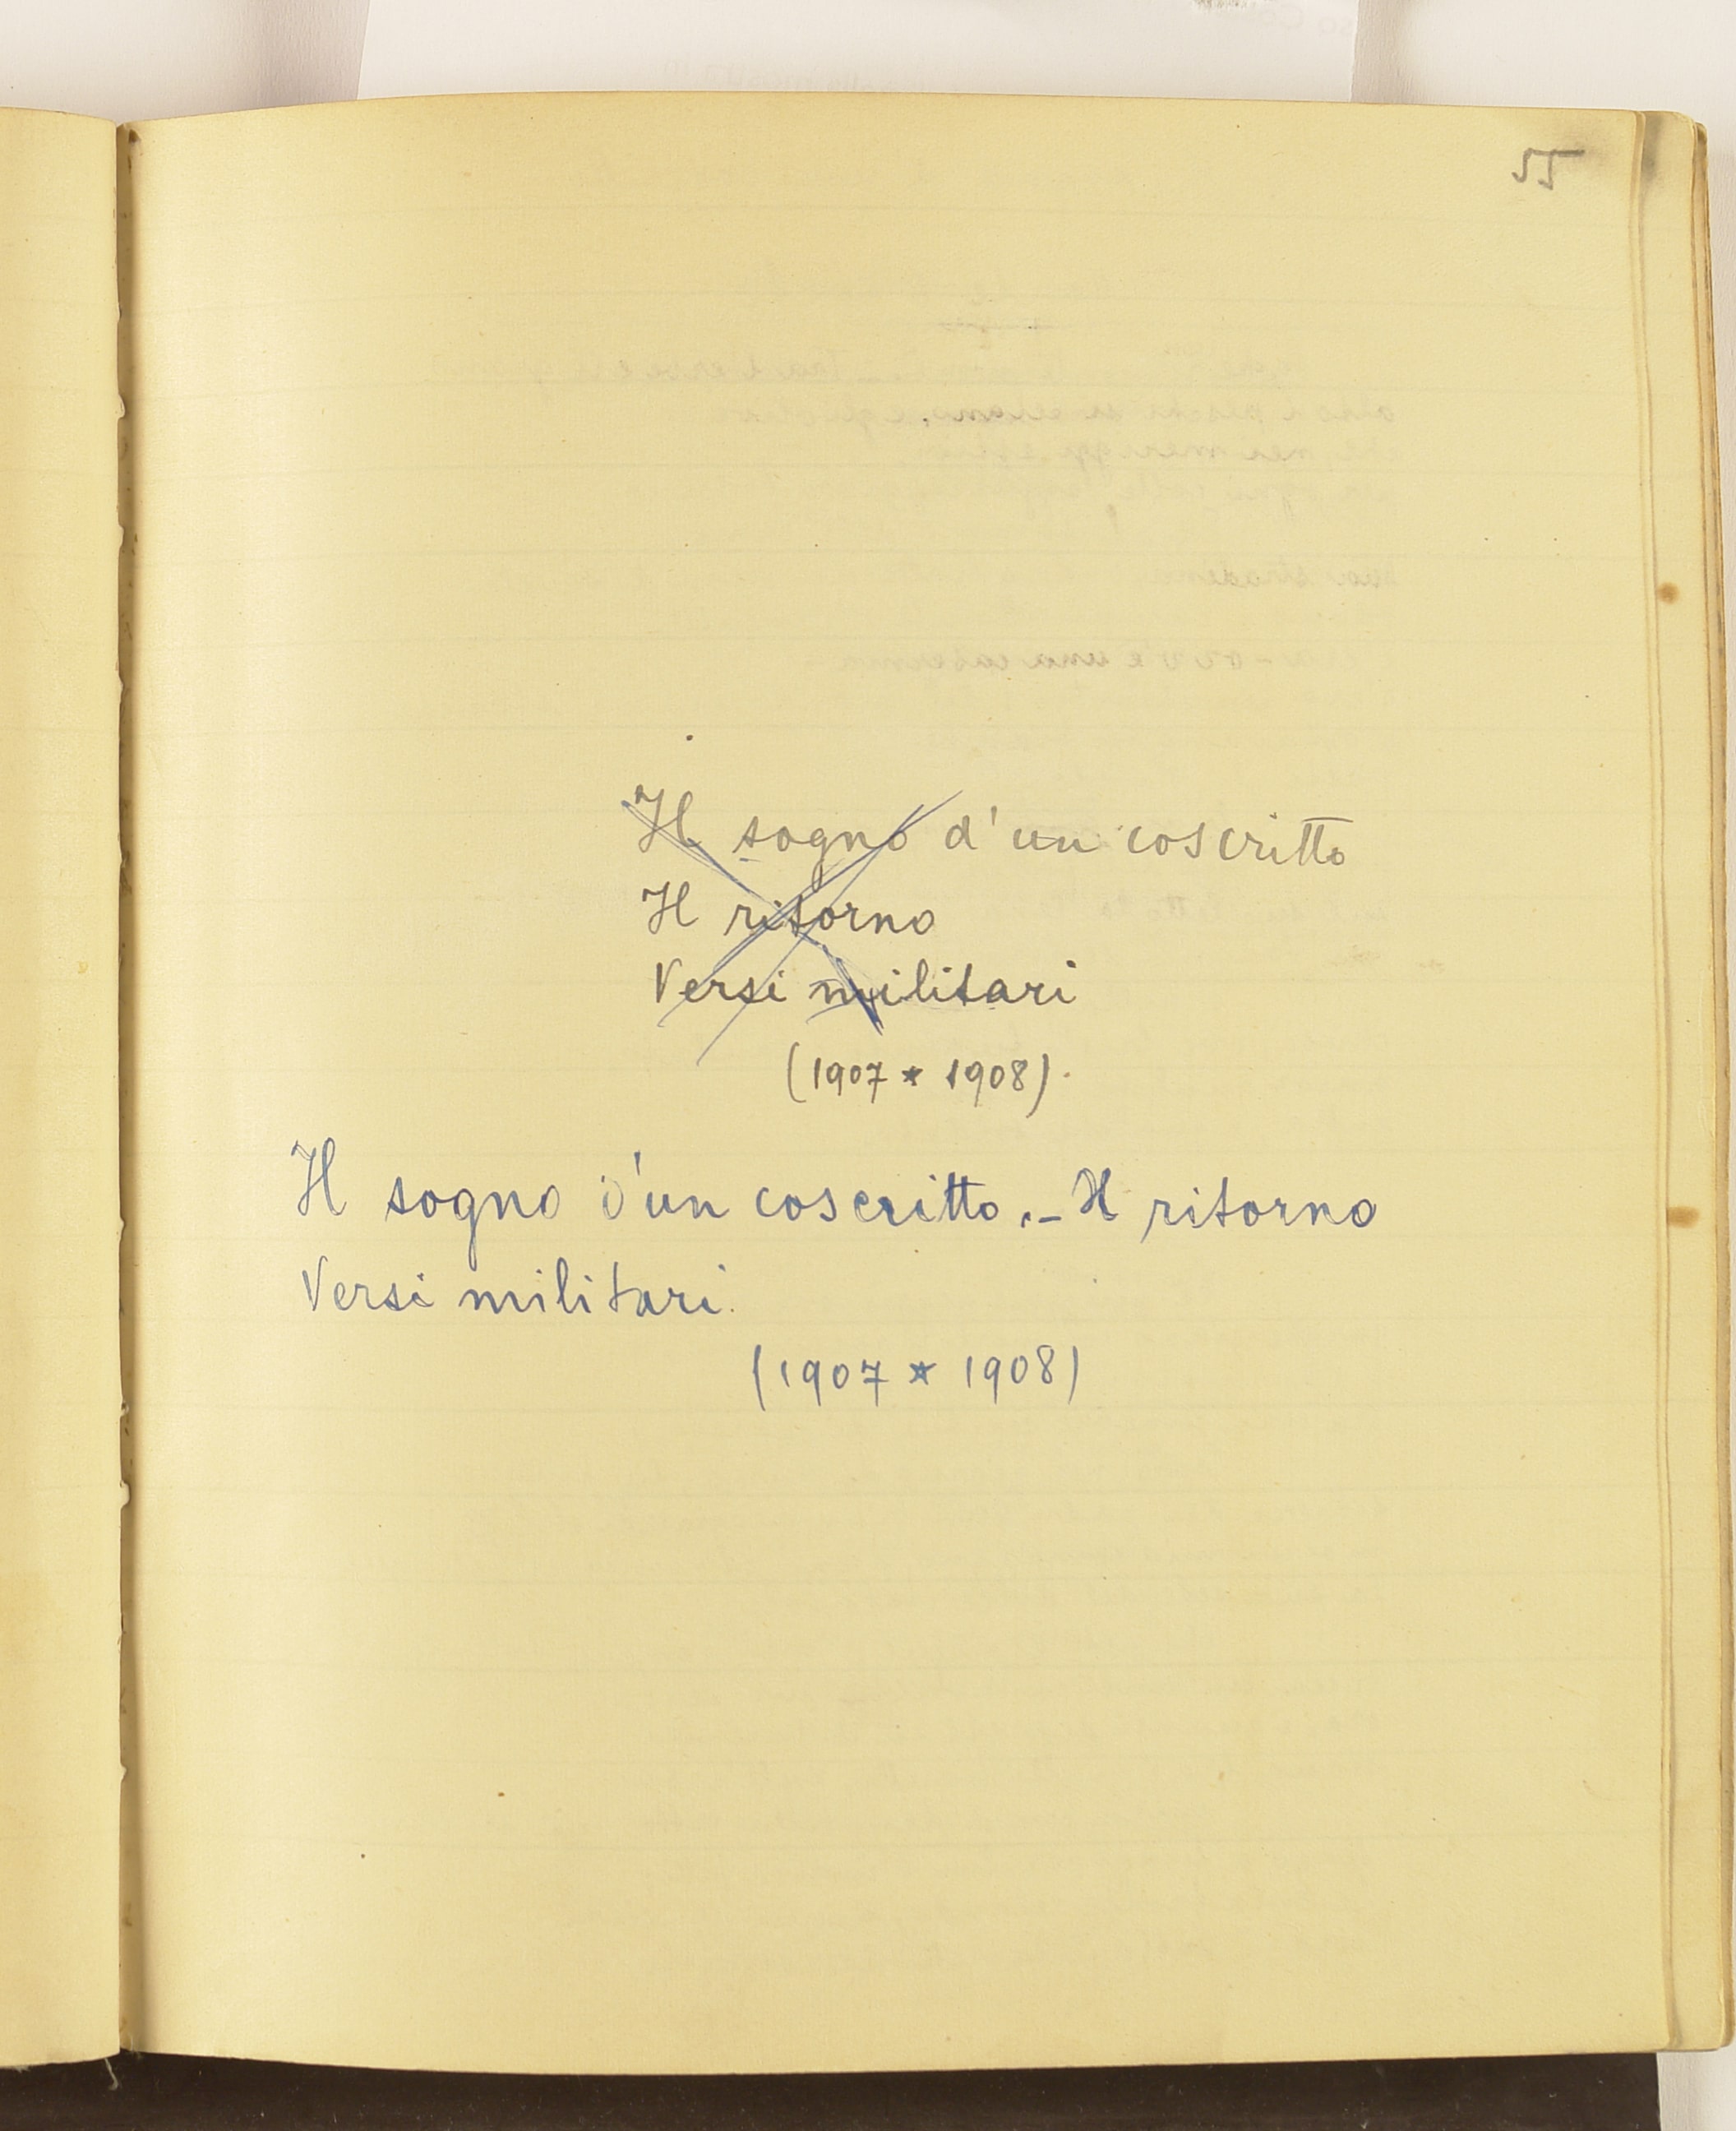 Il sogno d'un coscritto
Il ritorno
Versi militari
(1907 * 1908).
Il sogno d'un coscritto.- Il ritorno
Versi militari.
(1907 * 1908)